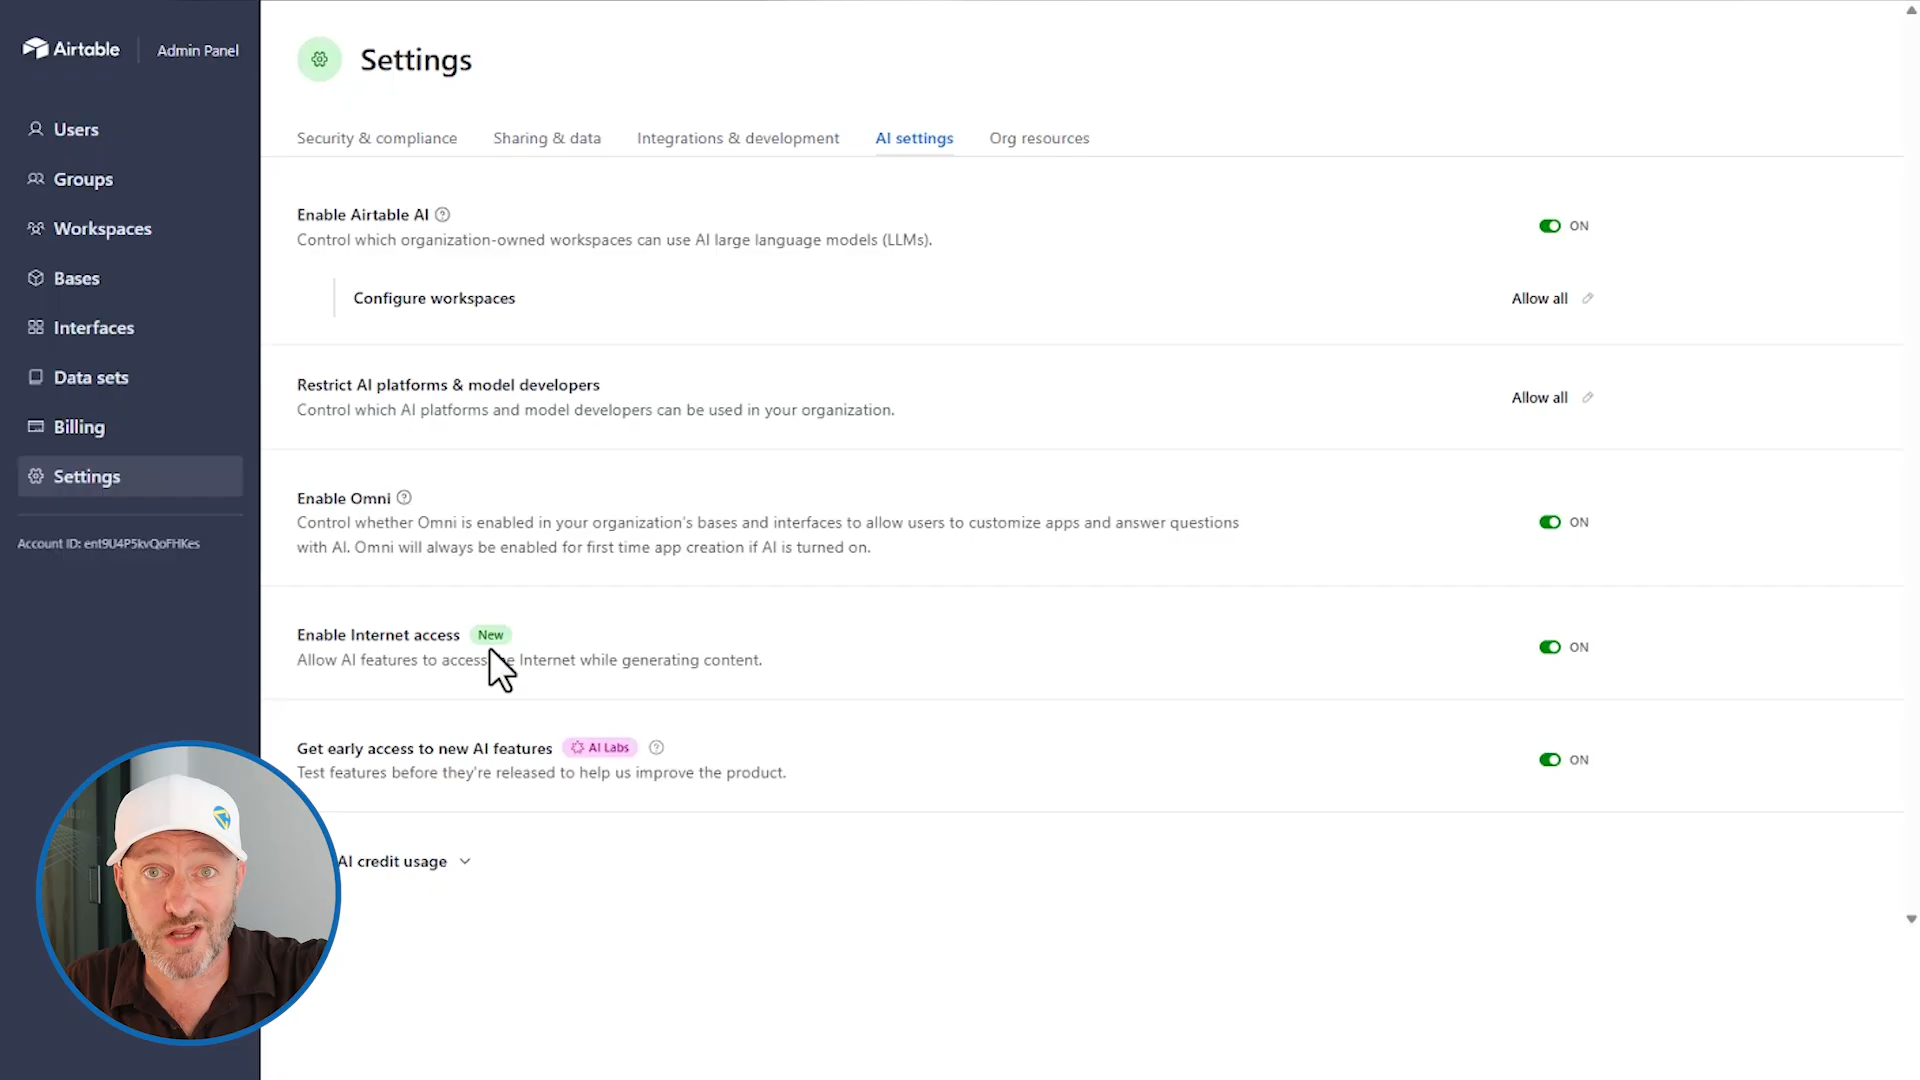 Airtable
Admin Panel
Users
Groups
Workspaces
Bases
Interfaces
Data sets
Billing
Settings
Account ID: ent9U4P5kvQoFHKes
Settings
Security & compliance
Sharing & data
Integrations & development
AI settings
Org resources
Enable Airtable AI
Control which organization-owned workspaces can use AI large language models (LLMs).
ON
Configure workspaces
Allow all
Restrict AI platforms & model developers
Control which AI platforms and model developers can be used in your organization.
Allow all
Enable Omni
Control whether Omni is enabled in your organization's bases and interfaces to allow users to customize apps and answer questions
with AI. Omni will always be enabled for first time app creation if AI is turned on.
ON
Enable Internet access New
Allow AI features to access Internet while generating content.
ON
Get early access to new AI features AI Labs
Test features before they're released to help us improve the product.
ON
AI credit usage